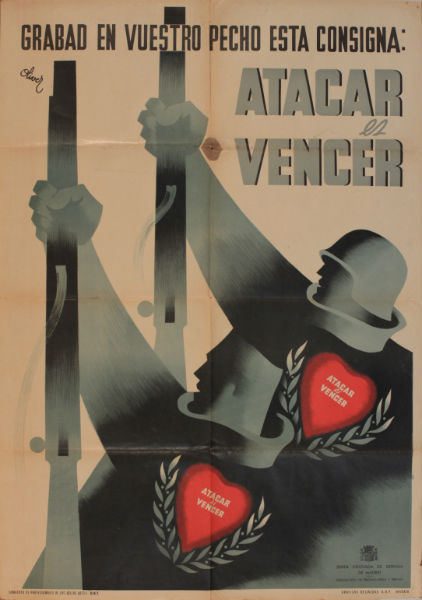 GRABAD EN VUESTRO PECHO ESTA CONSIGNA:
Oliver
ATACAR
es
VENCER
ATACAR
es
VENCER
ATACAR
es
VENCER
JUNTA DELEGADA DE DEFENSA
DE MADRID